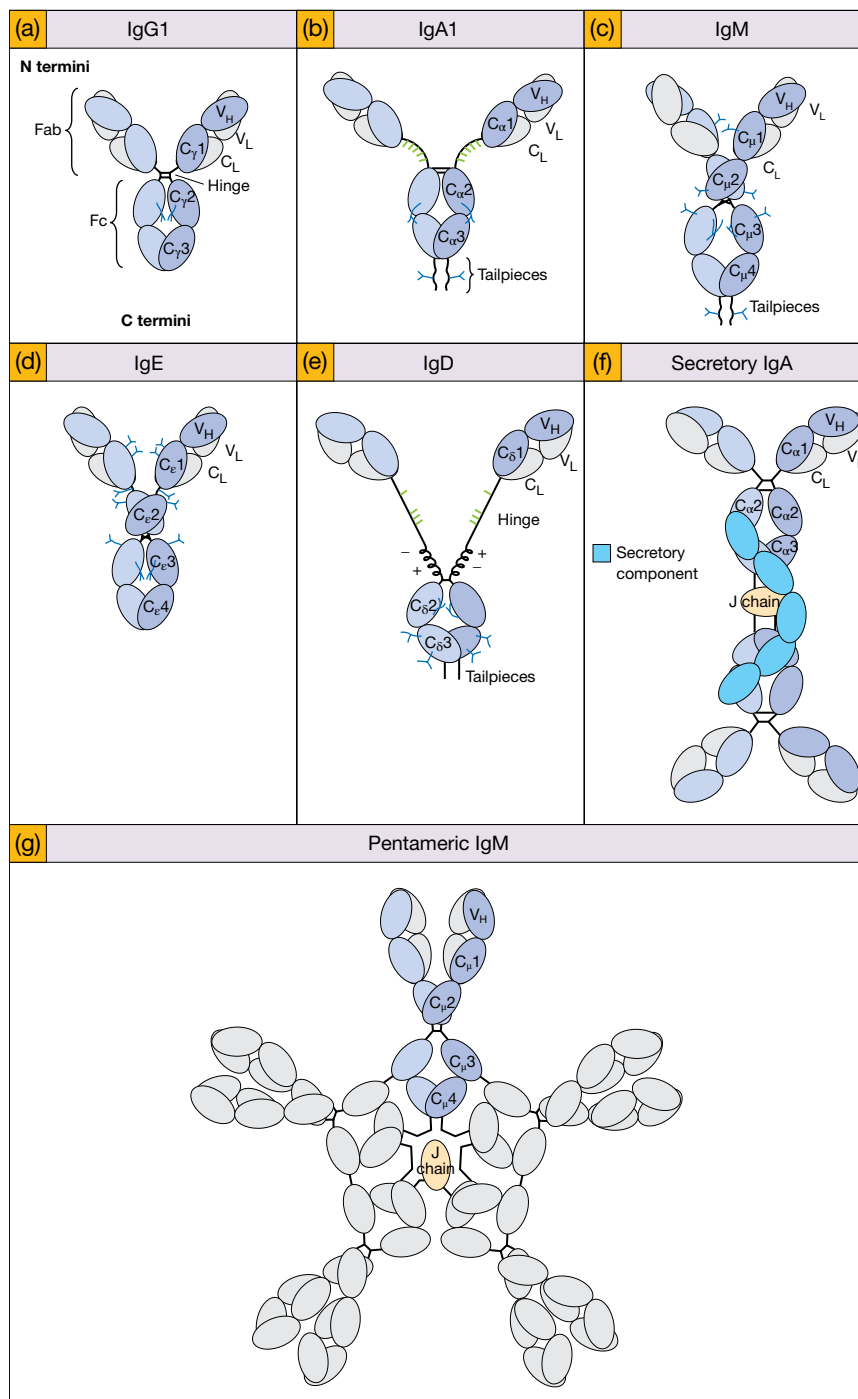 (a) IgG1
N termini
Fab
VH
VL
Cγ1
CL
Hinge
Fc
Cγ2
Cγ3
C termini
(b) IgA1
VH
VL
Cα1
CL
Cα2
Cα3
Tailpieces
(c) IgM
VH
VL
Cμ1
CL
Cμ2
Cμ3
Cμ4
Tailpieces
(d) IgE
VH
VL
Cε1
CL
Cε2
Cε3
Cε4
(e) IgD
VH
VL
Cδ1
CL
Hinge
− +
+ −
Cδ2
Cδ3
Tailpieces
(f) Secretory IgA
VH
VL
Cα1
CL
Cα2 Cα2
Cα3
Secretory
component
J chain
(g) Pentameric IgM
VH
Cμ1
Cμ2
Cμ3
Cμ4
J
chain